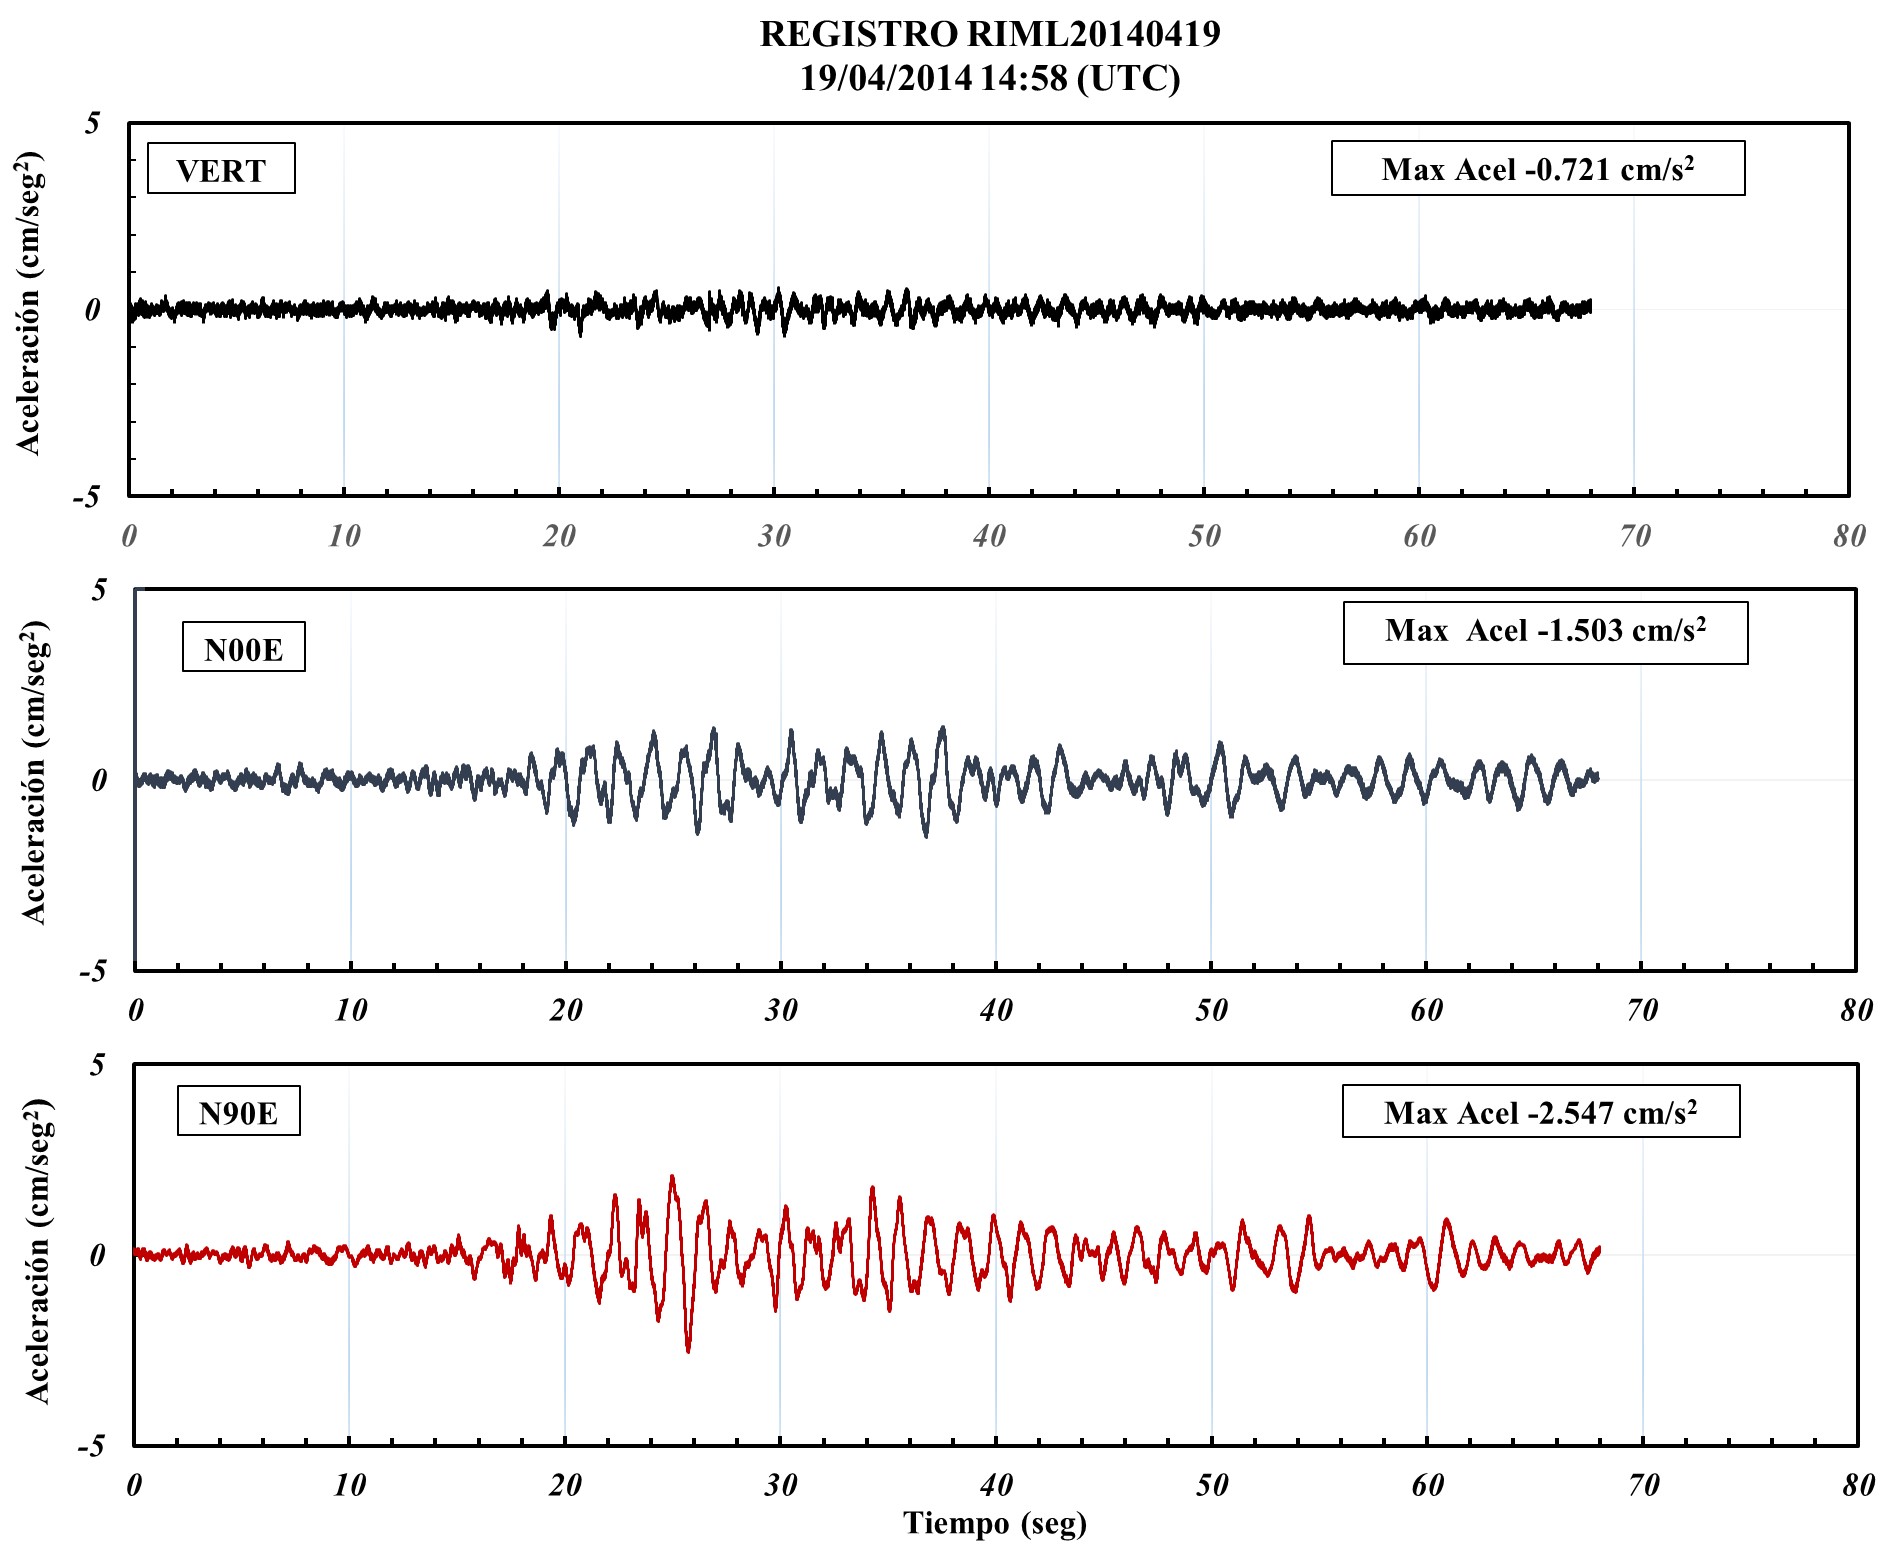 REGISTRO RIML20140419
19/04/2014 14:58 (UTC)
Aceleración (cm/seg²)
5
0
-5
VERT
Max Acel -0.721 cm/s²
0 10 20 30 40 50 60 70 80
Aceleración (cm/seg²)
5
0
-5
N00E
Max Acel -1.503 cm/s²
0 10 20 30 40 50 60 70 80
Aceleración (cm/seg²)
5
0
-5
N90E
Max Acel -2.547 cm/s²
0 10 20 30 40 50 60 70 80
Tiempo (seg)